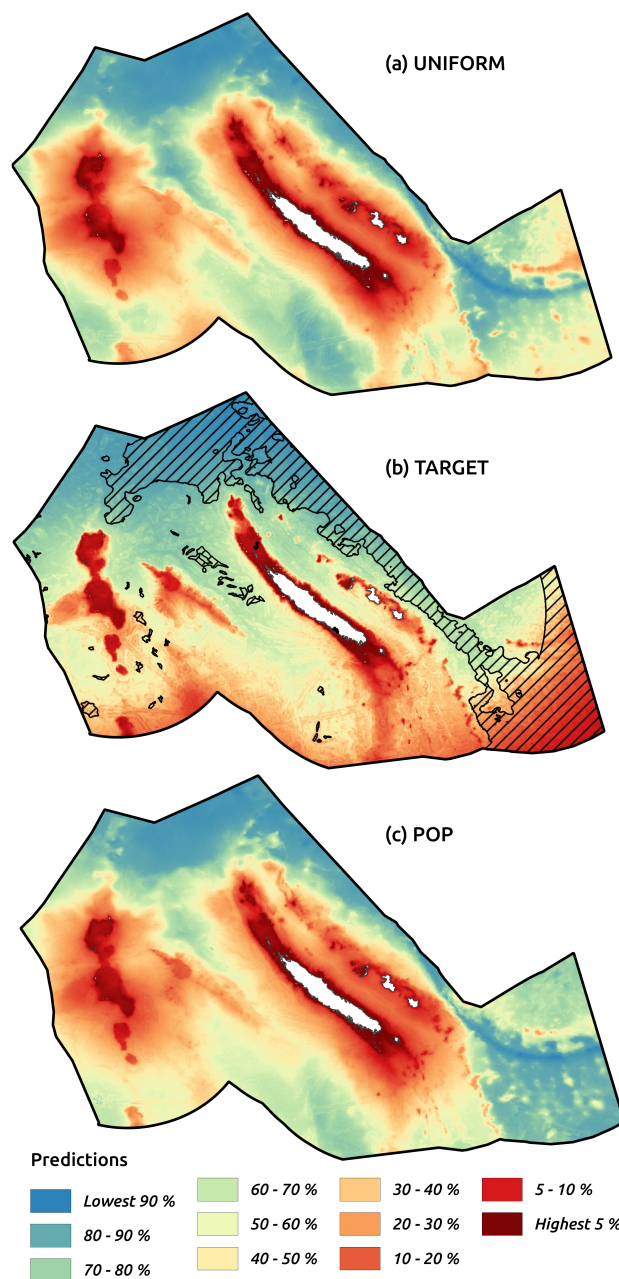 (a) UNIFORM
(b) TARGET
(c) POP
Predictions
Lowest 90 %
80 - 90 %
70 - 80 %
60 - 70 %
50 - 60 %
40 - 50 %
30 - 40 %
20 - 30 %
10 - 20 %
5 - 10 %
Highest 5 %